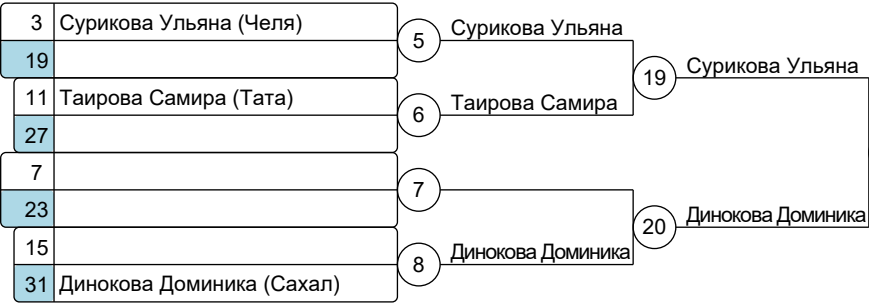 3 Сурикова Ульяна (Челя)
19
5 Сурикова Ульяна
11 Таирова Самира (Тата)
27
6 Таирова Самира
19 Сурикова Ульяна
7
23
7
15
31 Динокова Доминика (Сахал)
8 Динокова Доминика
20 Динокова Доминика